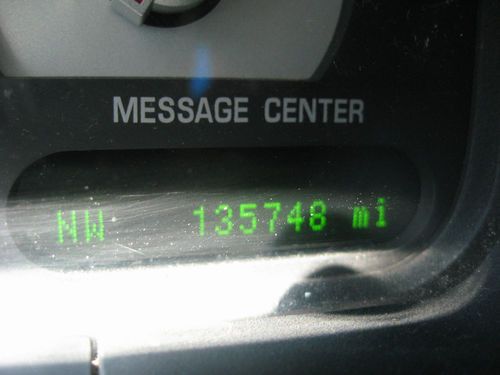 MESSAGE CENTER
NW 135748 mi